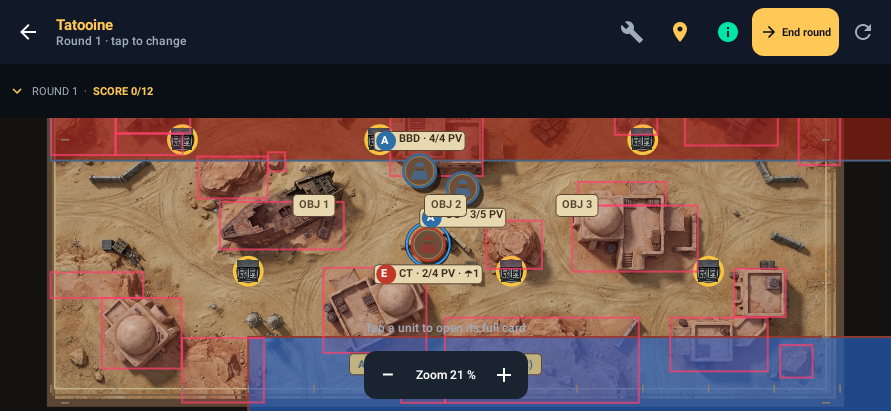 Tatooine
Round 1 · tap to change
End round
ROUND 1 · SCORE 0/12
A BBD · 4/4 PV
OBJ 1
OBJ 2
OBJ 3
A
3/5 PV
E CT · 2/4 PV · ☂1
Tap a unit to open its full card
− Zoom 21 % +